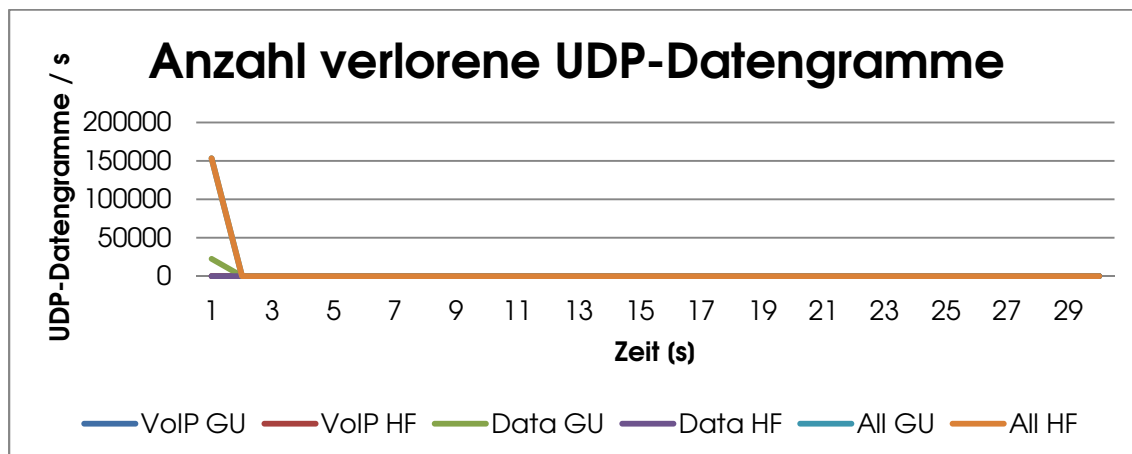 Anzahl verlorene UDP-Datengramme
UDP-Datengramme / s
200000
150000
100000
50000
0
1 3 5 7 9 11 13 15 17 19 21 23 25 27 29
Zeit (s)
VoIP GU VoIP HF Data GU Data HF All GU All HF